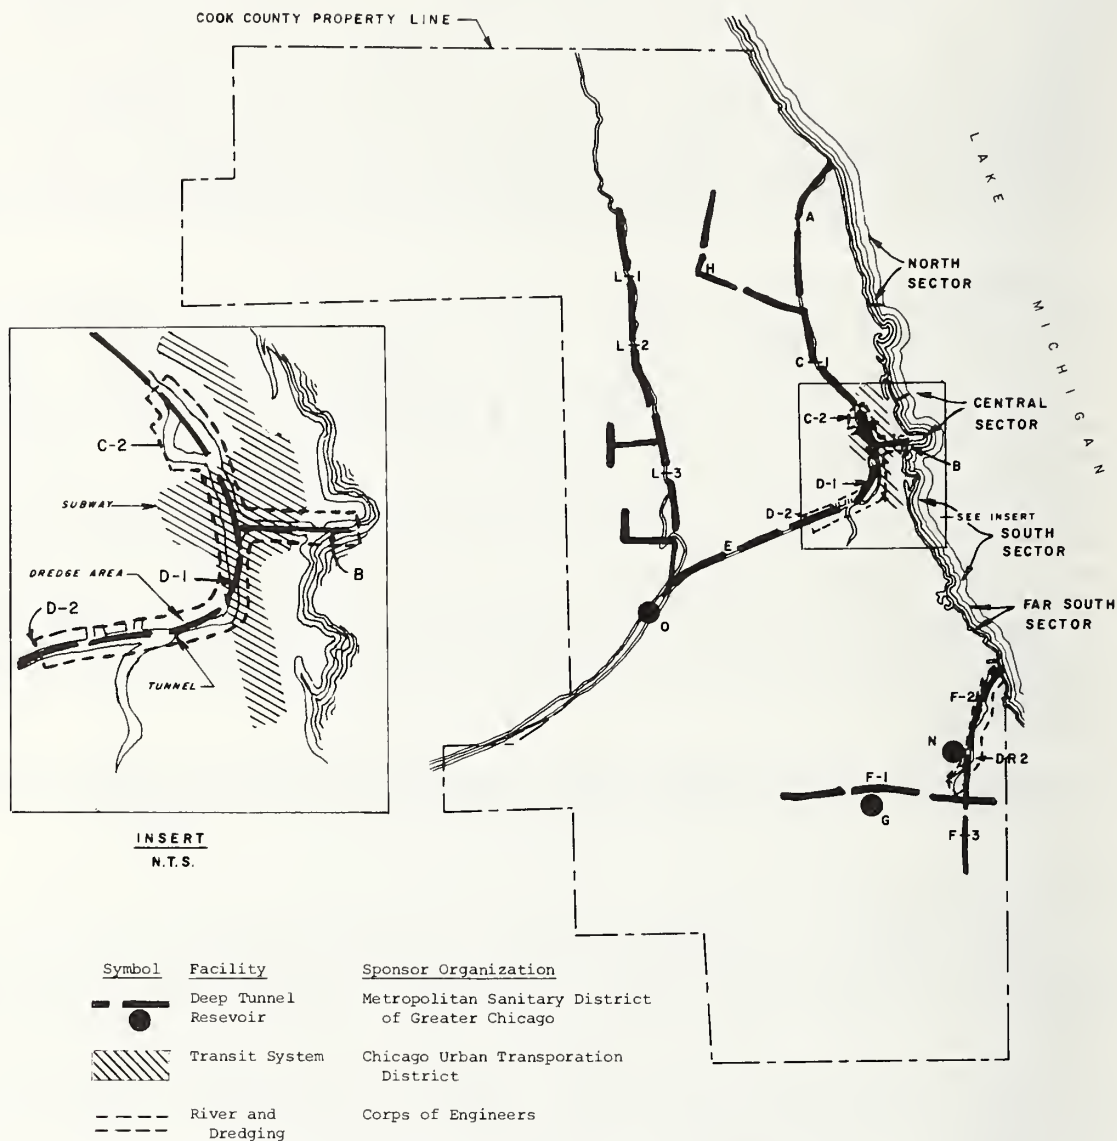 COOK COUNTY PROPERTY LINE
LAKE
MICHIGAN
A
NORTH
SECTOR
H
L-1
L-2
C-1
CENTRAL
SECTOR
C-2
B
L-3
D-1
D-2
SEE INSERT
SOUTH
SECTOR
E
FAR SOUTH
SECTOR
O
F-2
N
DR2
F-1
G
F-3
C-2
SUBWAY
DREDGE AREA
D-1
B
D-2
TUNNEL
INSERT
N.T.S.
Symbol Facility Sponsor Organization
Deep Tunnel Metropolitan Sanitary District
Resevoir of Greater Chicago
Transit System Chicago Urban Transporation
District
River and Corps of Engineers
Dredging